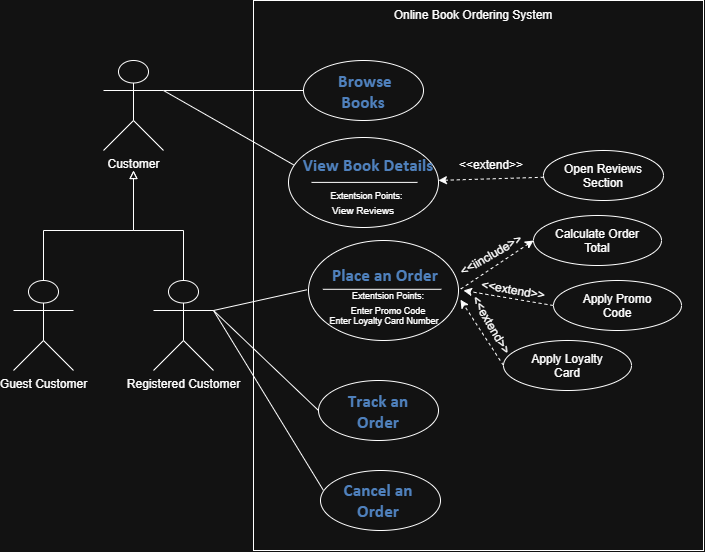 Online Book Ordering System
Browse
Books
Customer
View Book Details
Extentsion Points:
View Reviews
<<extend>>
Open Reviews
Section
Calculate Order
Total
<<include>>
Place an Order
Extentsion Points:
Enter Promo Code
Enter Loyalty Card Number
<<extend>>
Apply Promo
Code
<<extend>>
Apply Loyalty
Card
Guest Customer
Registered Customer
Track an
Order
Cancel an
Order